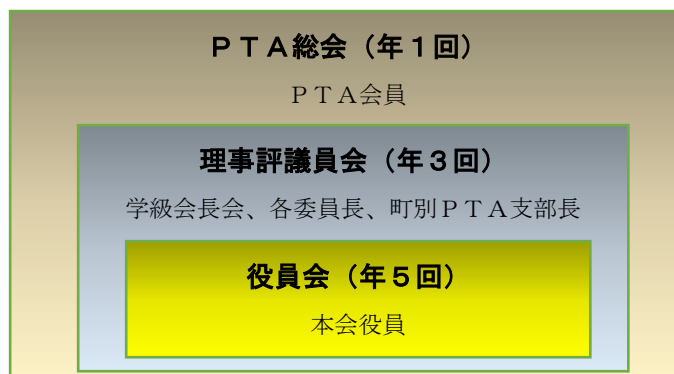 ＰＴＡ総会（年１回）
ＰＴＡ会員
理事評議員会（年３回）
学級会長会、各委員長、町別ＰＴＡ支部長
役員会（年５回）
本会役員